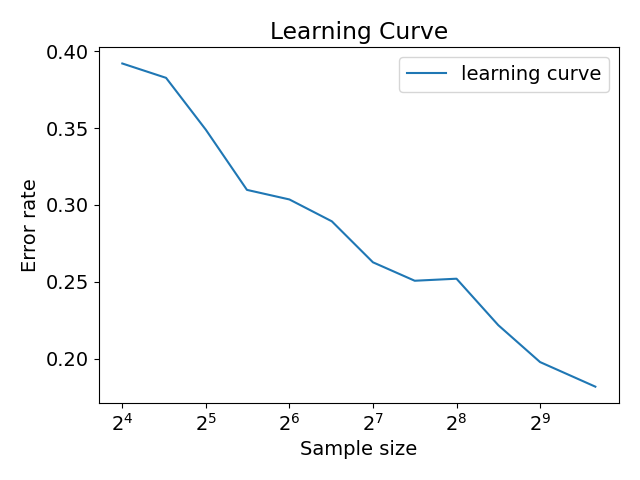 Learning Curve
learning curve
0.40
0.35
0.30
0.25
0.20
Error rate
2⁴ 2⁵ 2⁶ 2⁷ 2⁸ 2⁹
Sample size